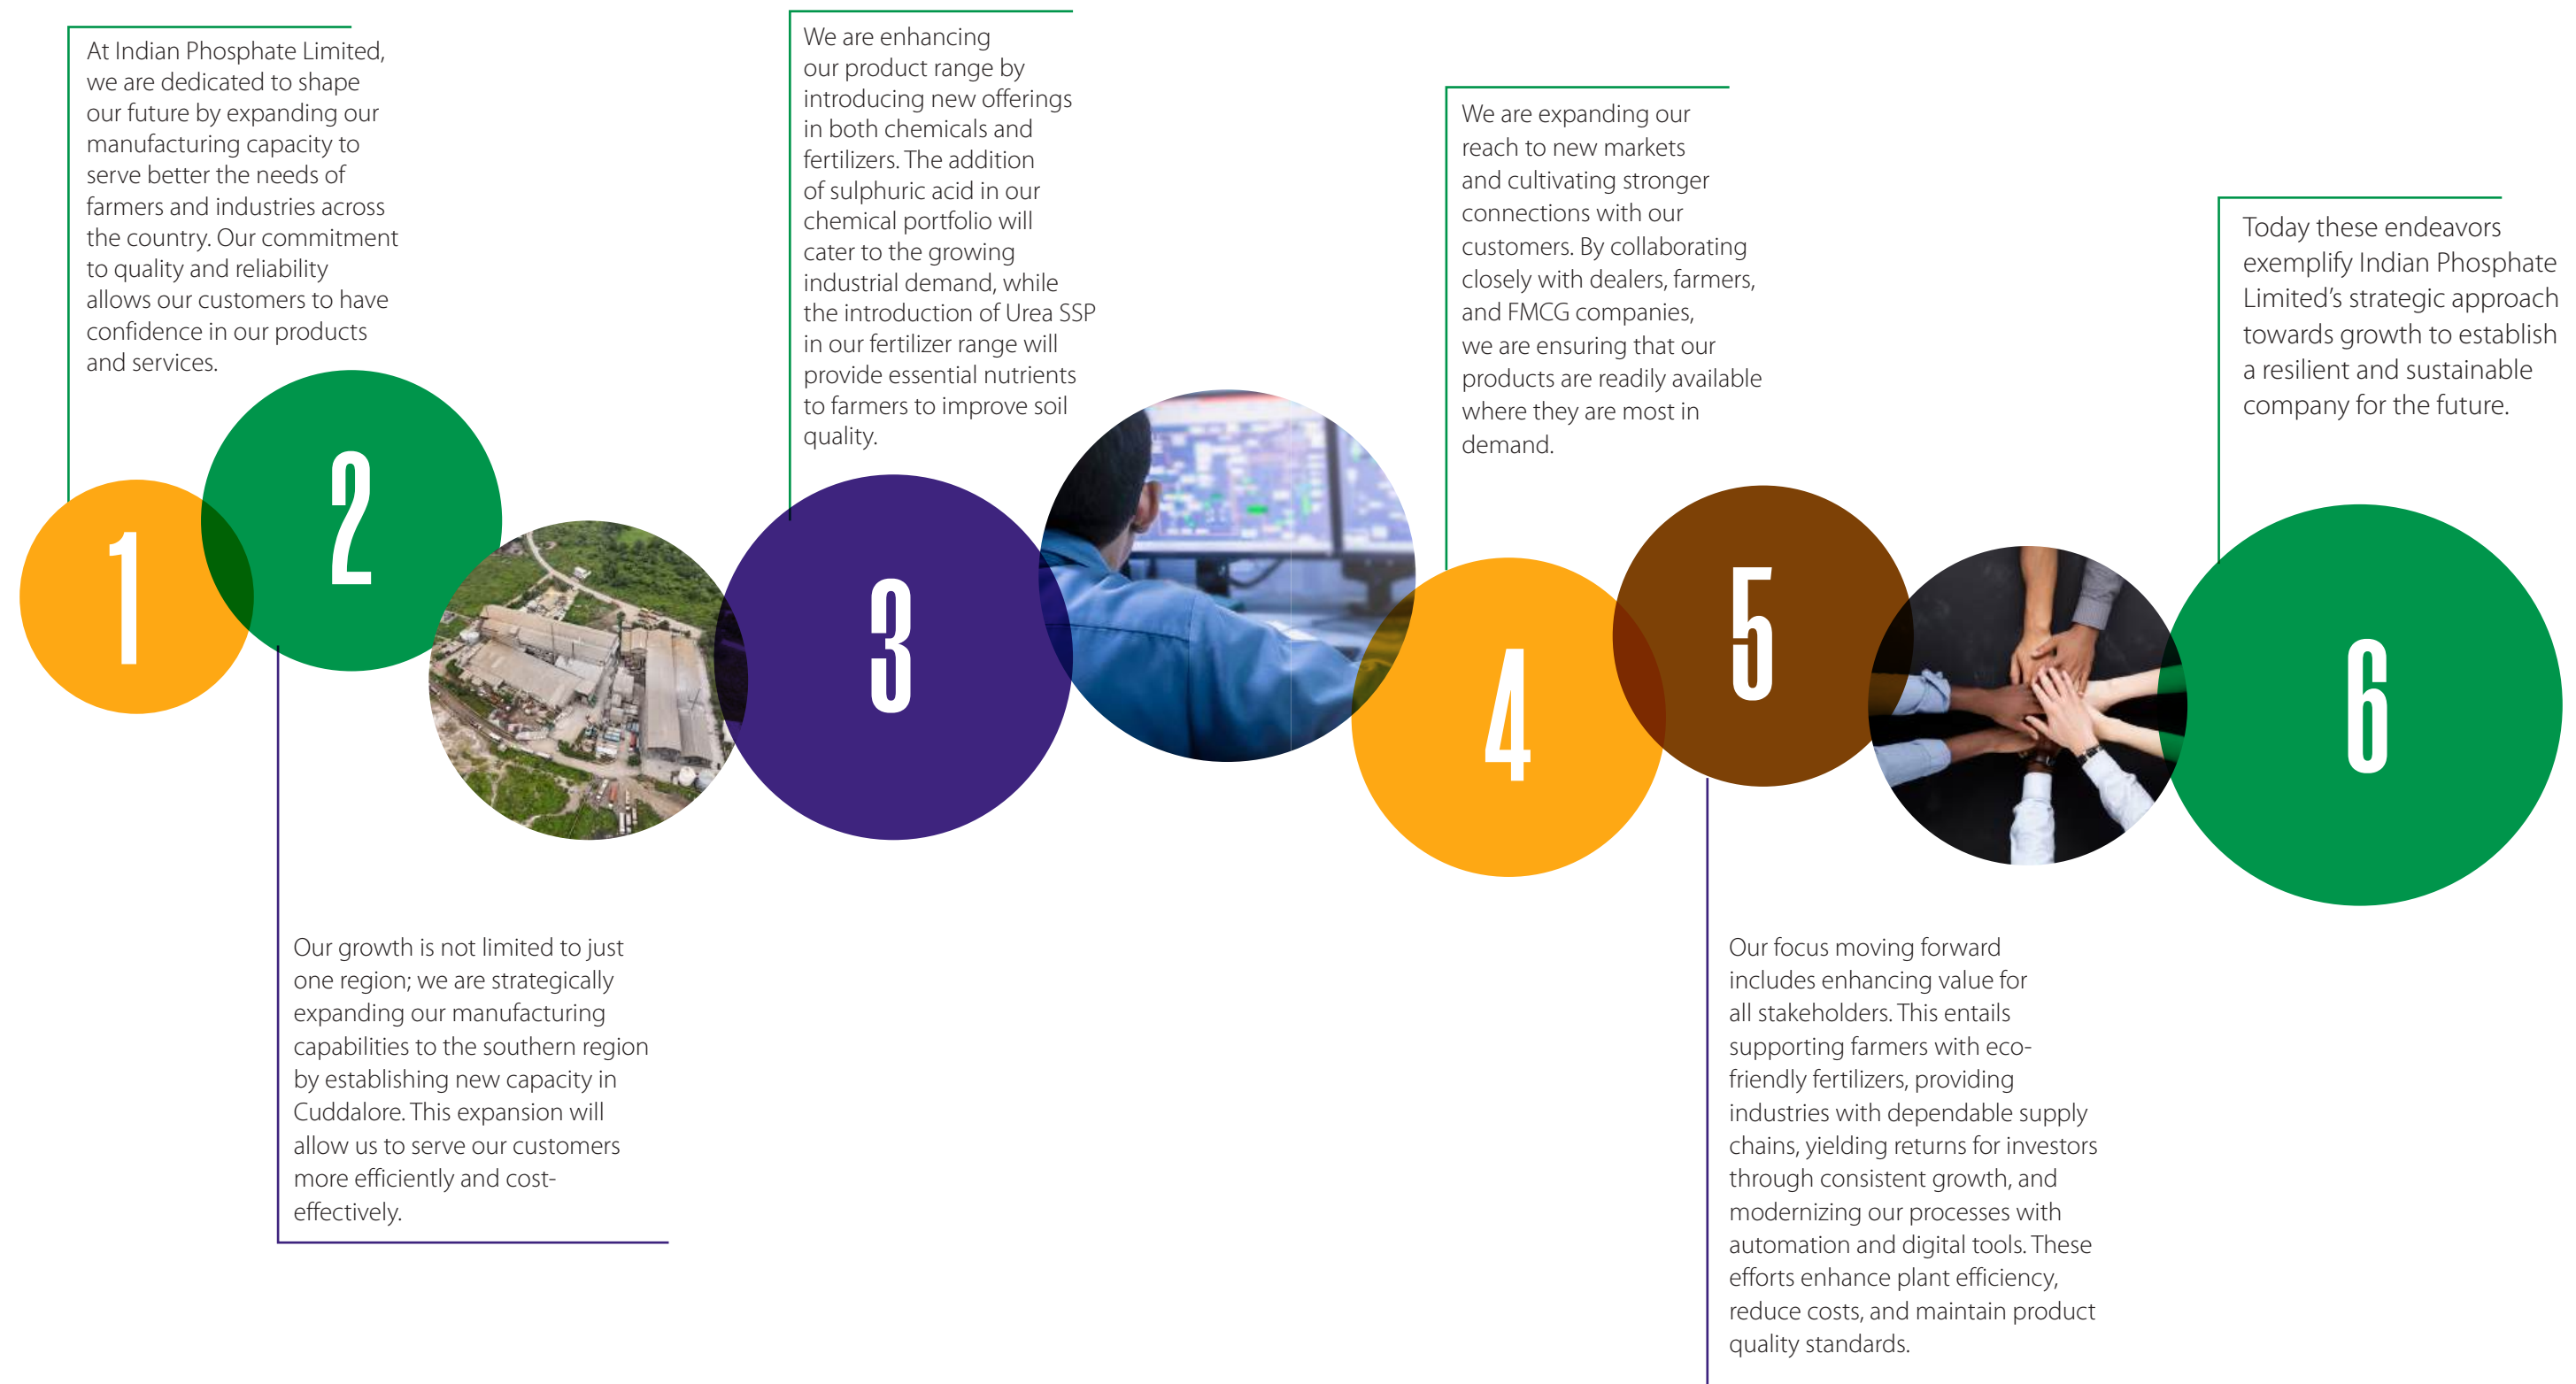 At Indian Phosphate Limited,
we are dedicated to shape
our future by expanding our
manufacturing capacity to
serve better the needs of
farmers and industries across
the country. Our commitment
to quality and reliability
allows our customers to have
confidence in our products
and services.
1
2
Our growth is not limited to just
one region; we are strategically
expanding our manufacturing
capabilities to the southern region
by establishing new capacity in
Cuddalore. This expansion will
allow us to serve our customers
more efficiently and cost-
effectively.
We are enhancing
our product range by
introducing new offerings
in both chemicals and
fertilizers. The addition
of sulphuric acid in our
chemical portfolio will
cater to the growing
industrial demand, while
the introduction of Urea SSP
in our fertilizer range will
provide essential nutrients
to farmers to improve soil
quality.
3
We are expanding our
reach to new markets
and cultivating stronger
connections with our
customers. By collaborating
closely with dealers, farmers,
and FMCG companies,
we are ensuring that our
products are readily available
where they are most in
demand.
4
5
Our focus moving forward
includes enhancing value for
all stakeholders. This entails
supporting farmers with eco-
friendly fertilizers, providing
industries with dependable supply
chains, yielding returns for investors
through consistent growth, and
modernizing our processes with
automation and digital tools. These
efforts enhance plant efficiency,
reduce costs, and maintain product
quality standards.
Today these endeavors
exemplify Indian Phosphate
Limited’s strategic approach
towards growth to establish
a resilient and sustainable
company for the future.
6